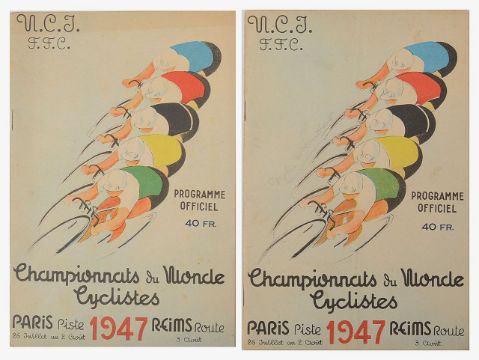 U.C.I.
F.F.C.
PROGRAMME
OFFICIEL
40 FR.
Championnats du Monde
Cyclistes
PARIS Piste 1947 REIMS Route
26 Juillet au 2 Août 3 Août
U.C.I.
F.F.C.
PROGRAMME
OFFICIEL
40 FR.
Championnats du Monde
Cyclistes
PARIS Piste 1947 REIMS Route
26 Juillet au 2 Août 3 Août